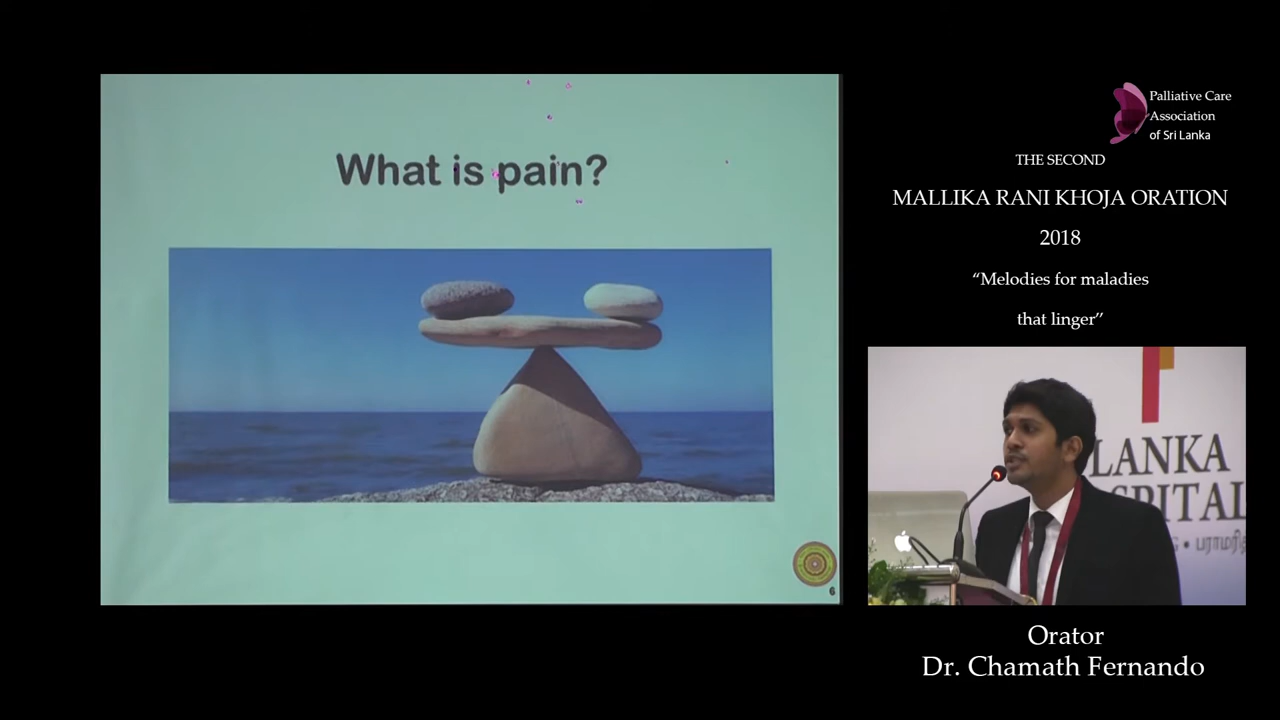 What is pain?
6
Palliative Care
Association
of Sri Lanka
THE SECOND
MALLIKA RANI KHOJA ORATION
2018
“Melodies for maladies
that linger”
LANKA
SPITAL
Orator
Dr. Chamath Fernando